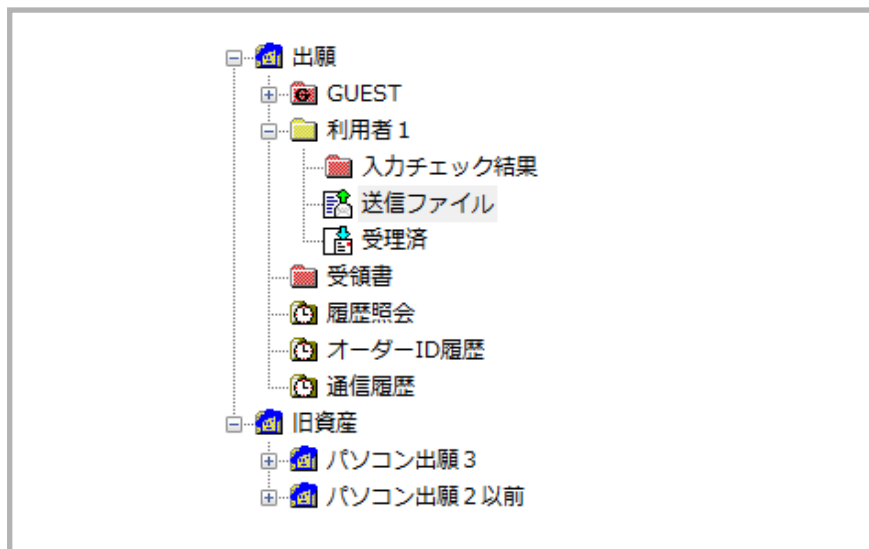 出願
GUEST
利用者１
入力チェック結果
送信ファイル
受理済
受領書
履歴照会
オーダーID履歴
通信履歴
旧資産
パソコン出願３
パソコン出願２以前